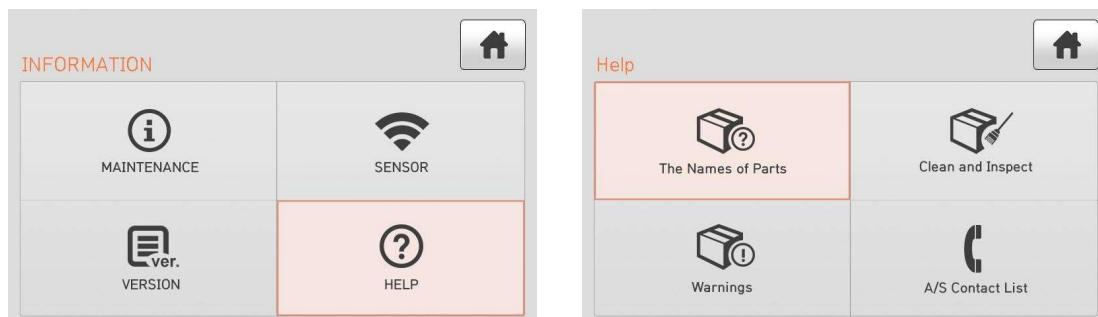 INFORMATION
MAINTENANCE
SENSOR
ver.
VERSION
HELP
Help
The Names of Parts
Clean and Inspect
Warnings
A/S Contact List